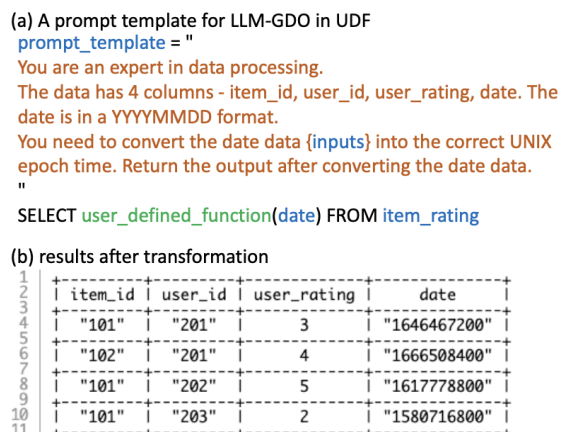 (a) A prompt template for LLM-GDO in UDF
prompt_template = "
You are an expert in data processing.
The data has 4 columns - item_id, user_id, user_rating, date. The
date is in a YYYYMMDD format.
You need to convert the date data {inputs} into the correct UNIX
epoch time. Return the output after converting the date data.
"
SELECT user_defined_function(date) FROM item_rating
(b) results after transformation
1 +----------+----------+-------------+--------------+
2 | item_id | user_id | user_rating | date |
3 +----------+----------+-------------+--------------+
4 | "101" | "201" | 3 | "1646467200" |
5 +----------+----------+-------------+--------------+
6 | "102" | "201" | 4 | "1666508400" |
7 +----------+----------+-------------+--------------+
8 | "101" | "202" | 5 | "1617778800" |
9 +----------+----------+-------------+--------------+
10 | "101" | "203" | 2 | "1580716800" |
11 +----------+----------+-------------+--------------+